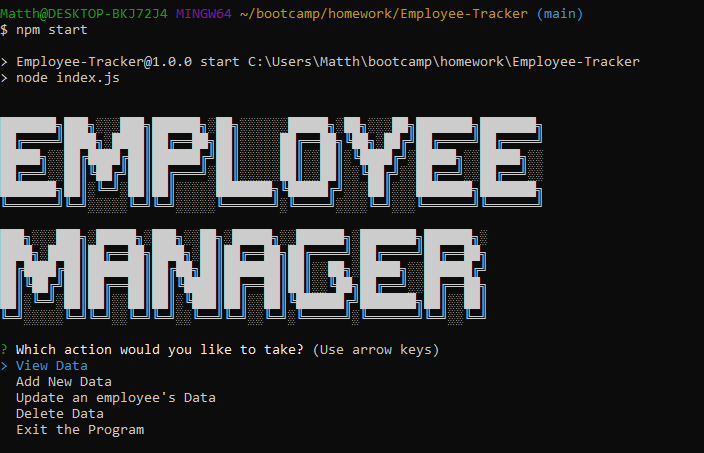 Matth@DESKTOP-BKJ72J4 MINGW64 ~/bootcamp/homework/Employee-Tracker (main)
$ npm start
> Employee-Tracker@1.0.0 start C:\Users\Matth\bootcamp\homework\Employee-Tracker
> node index.js
EMPLOYEE
MANAGER
? Which action would you like to take? (Use arrow keys)
> View Data
Add New Data
Update an employee's Data
Delete Data
Exit the Program